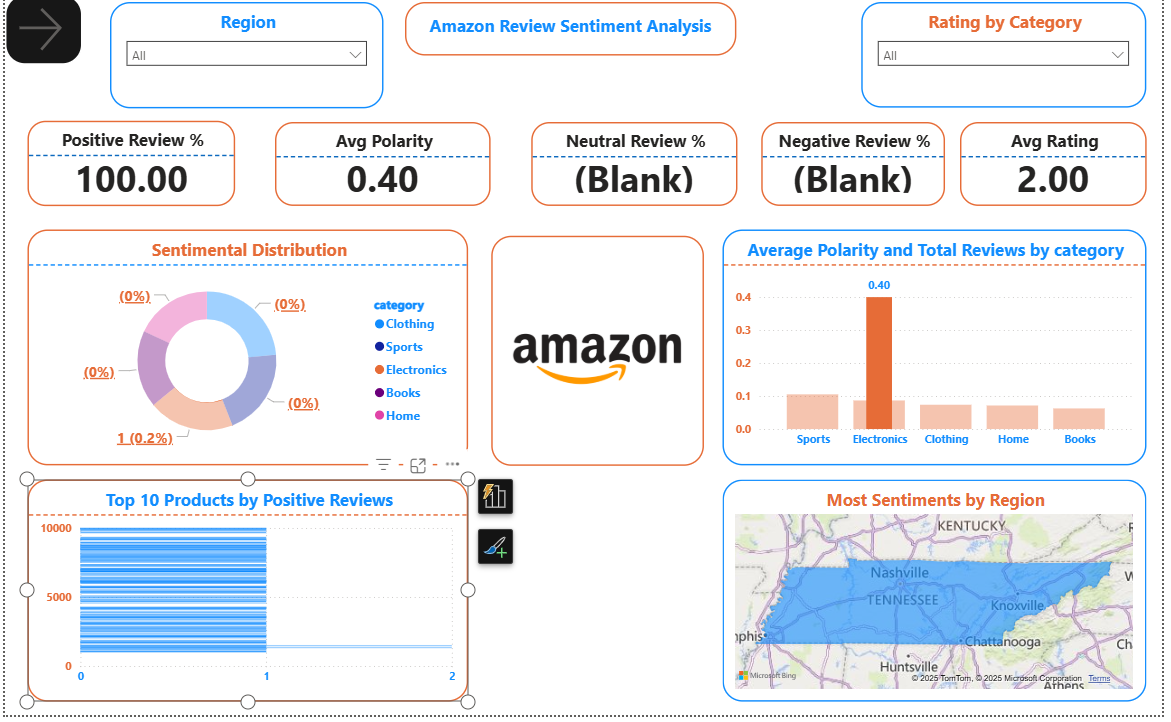 Region
All
Amazon Review Sentiment Analysis
Rating by Category
All
Positive Review %
100.00
Avg Polarity
0.40
Neutral Review %
(Blank)
Negative Review %
(Blank)
Avg Rating
2.00
Sentimental Distribution
(0%)
(0%)
(0%)
(0%)
1 (0.2%)
category
Clothing
Sports
Electronics
Books
Home
amazon
Average Polarity and Total Reviews by category
0.40
0.4
0.3
0.2
0.1
0.0
Sports
Electronics
Clothing
Home
Books
Top 10 Products by Positive Reviews
10000
5000
0
0
1
2
Most Sentiments by Region
KENTUCKY
Nashville
TENNESSEE
Knoxville
phis
Chattanooga
Huntsville
Athens
Microsoft Bing
© 2025 TomTom, © 2025 Microsoft Corporation Terms